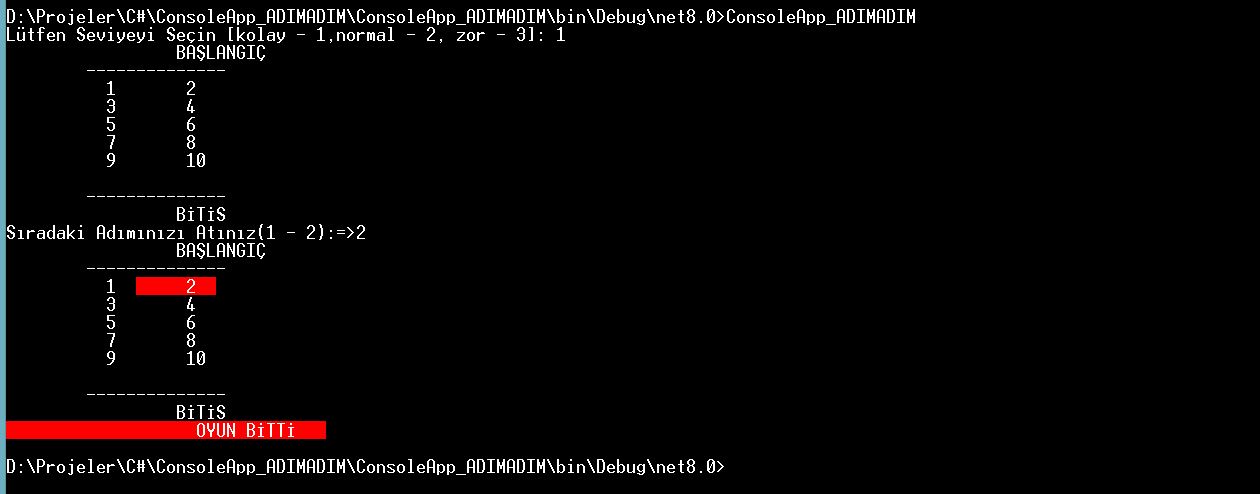 D:\Projeler\C#\ConsoleApp_ADIMADIM\ConsoleApp_ADIMADIM\bin\Debug\net8.0>ConsoleApp_ADIMADIM
Lütfen Seviyeyi Seçin [kolay - 1,normal - 2, zor - 3]: 1
BAŞLANGIÇ
--------------
1 2
3 4
5 6
7 8
9 10
--------------
BiTiS
Sıradaki Adımınızı Atınız(1 - 2):=>2
BAŞLANGIÇ
--------------
1 2
3 4
5 6
7 8
9 10
--------------
BiTiS
OYUN BiTTi
D:\Projeler\C#\ConsoleApp_ADIMADIM\ConsoleApp_ADIMADIM\bin\Debug\net8.0>